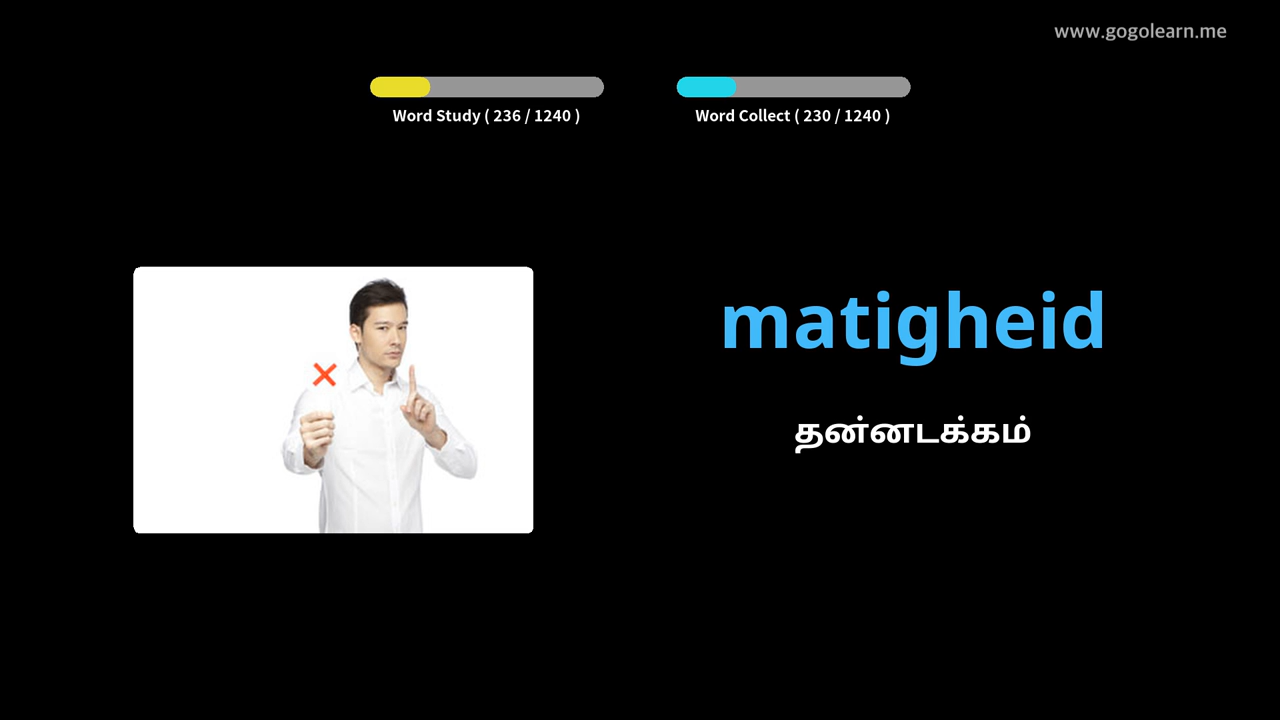 www.gogolearn.me
Word Study ( 236 / 1240 )
Word Collect ( 230 / 1240 )
matigheid
தன்னடக்கம்